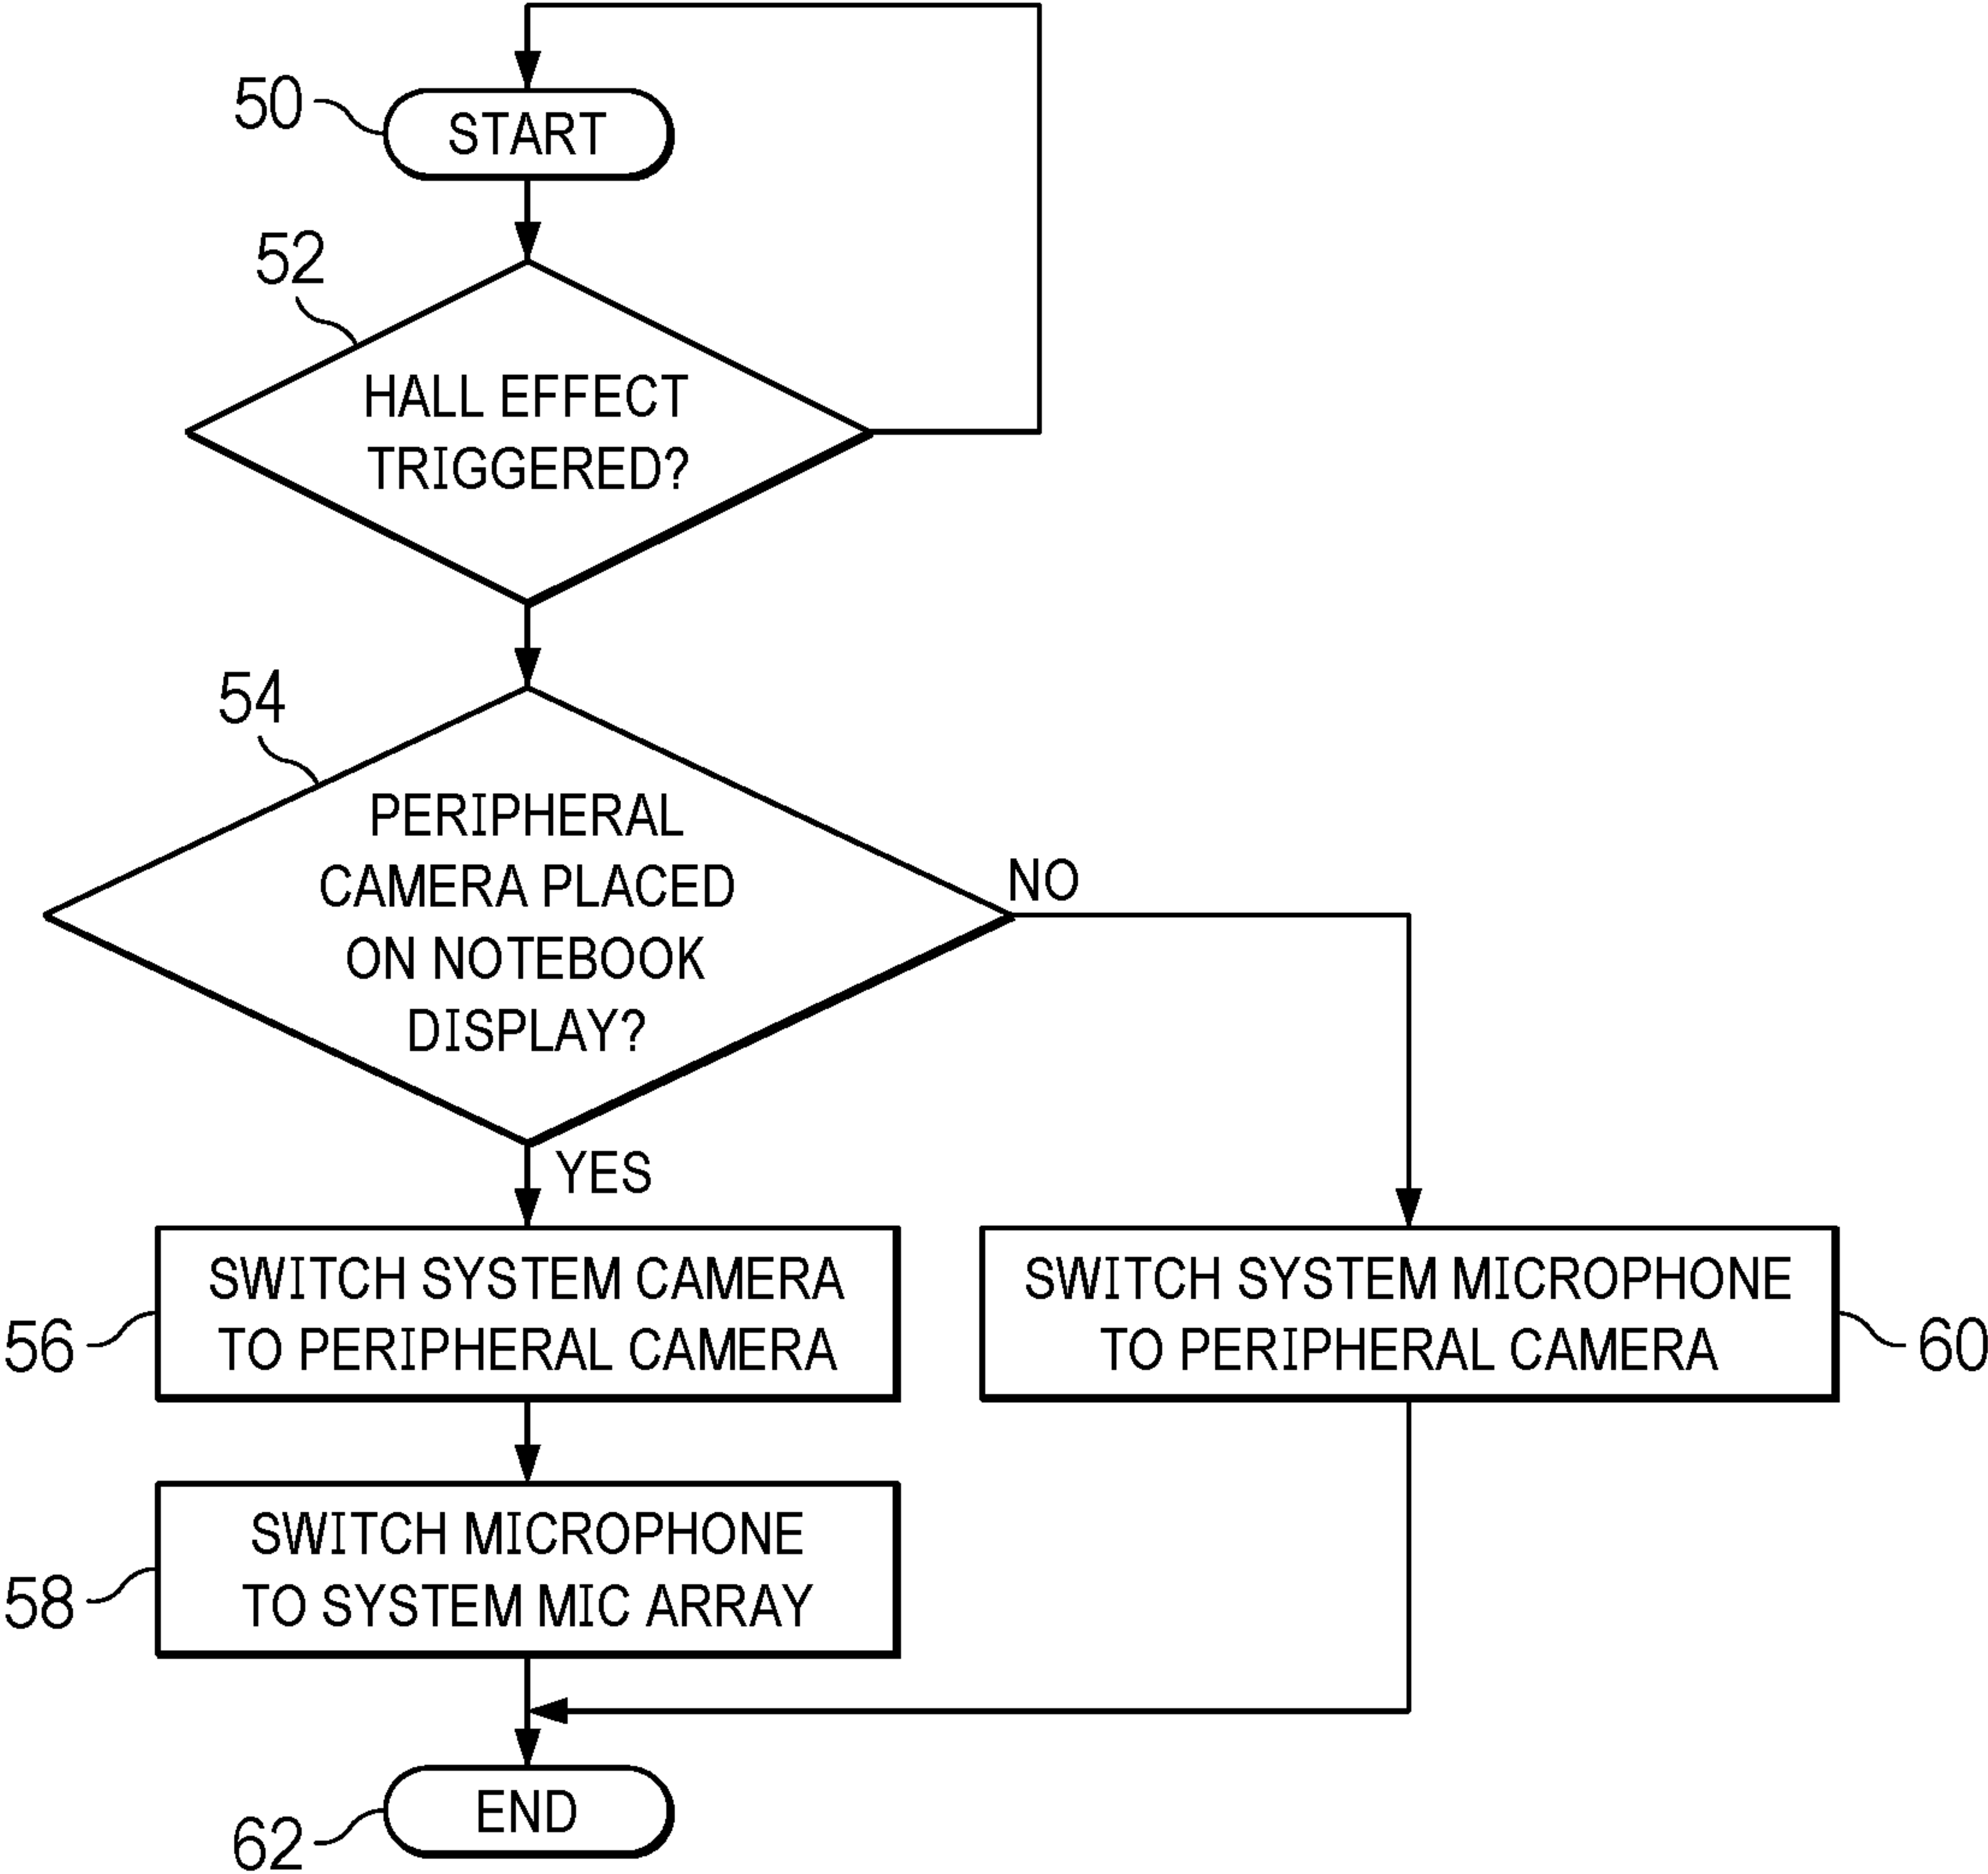 50
START
52
HALL EFFECT
TRIGGERED?
54
PERIPHERAL
CAMERA PLACED
ON NOTEBOOK
DISPLAY?
NO
YES
56
SWITCH SYSTEM CAMERA
TO PERIPHERAL CAMERA
SWITCH SYSTEM MICROPHONE
TO PERIPHERAL CAMERA
60
58
SWITCH MICROPHONE
TO SYSTEM MIC ARRAY
62
END